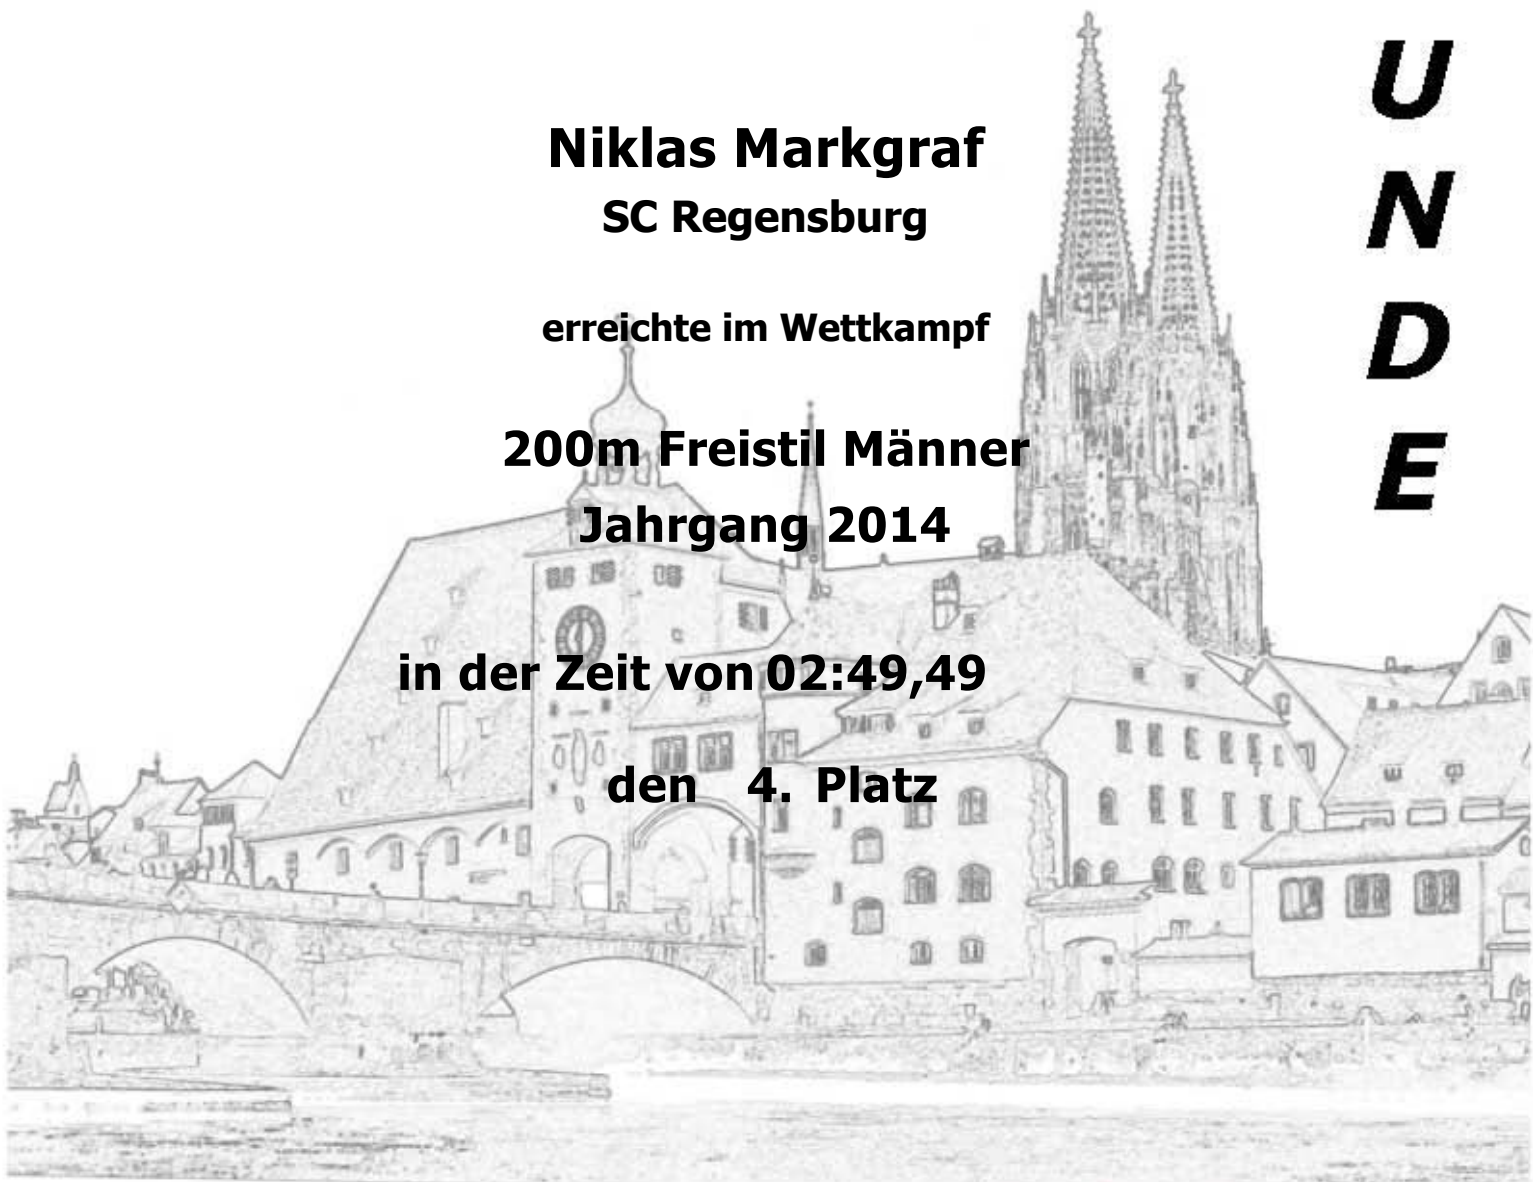 Niklas Markgraf
SC Regensburg
erreichte im Wettkampf
200m Freistil Männer
Jahrgang 2014
in der Zeit von 02:49,49
den 4. Platz
U
N
D
E